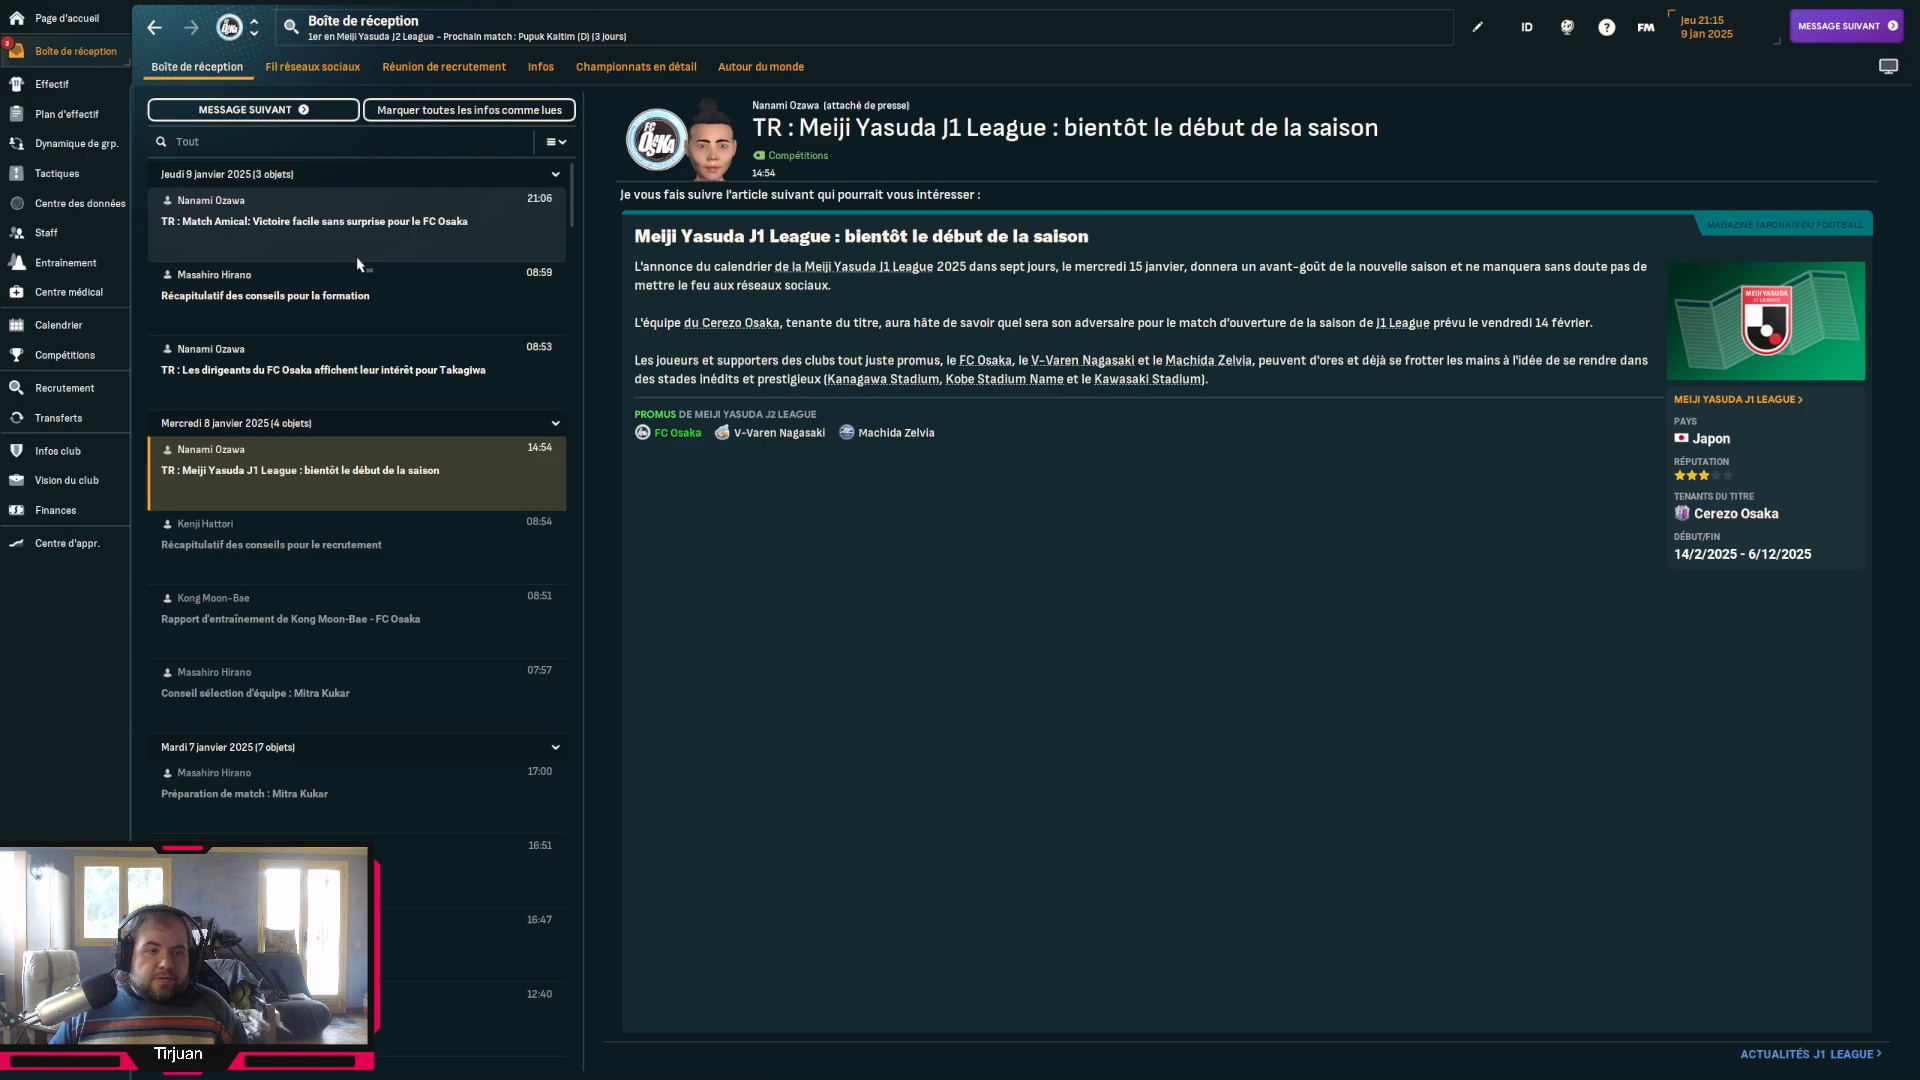 Page d'accueil
3
Boîte de réception
Effectif
Plan d'effectif
Dynamique de grp.
Tactiques
Centre des données
Staff
Entraînement
Centre médical
Calendrier
Compétitions
Recrutement
Transferts
Infos club
Vision du club
Finances
Centre d'appr.
Boîte de réception
1er en Meiji Yasuda J2 League - Prochain match : Pupuk Kaltim (D) (3 jours)
ID
FM
Jeu 21:15
9 jan 2025
MESSAGE SUIVANT
Boîte de réception
Fil réseaux sociaux
Réunion de recrutement
Infos
Championnats en détail
Autour du monde
MESSAGE SUIVANT
Marquer toutes les infos comme lues
Tout
Jeudi 9 janvier 2025 (3 objets)
Nanami Ozawa 21:06
TR : Match Amical: Victoire facile sans surprise pour le FC Osaka
Masahiro Hirano 08:59
Récapitulatif des conseils pour la formation
Nanami Ozawa 08:53
TR : Les dirigeants du FC Osaka affichent leur intérêt pour Takagiwa
Mercredi 8 janvier 2025 (4 objets)
Nanami Ozawa 14:54
TR : Meiji Yasuda J1 League : bientôt le début de la saison
Kenji Hattori 08:54
Récapitulatif des conseils pour le recrutement
Kong Moon-Bae 08:51
Rapport d'entraînement de Kong Moon-Bae - FC Osaka
Masahiro Hirano 07:57
Conseil sélection d'équipe : Mitra Kukar
Mardi 7 janvier 2025 (7 objets)
Masahiro Hirano 17:00
Préparation de match : Mitra Kukar
16:51
16:47
12:40
Tirjuan
FC OSAKA
Nanami Ozawa (attaché de presse)
TR : Meiji Yasuda J1 League : bientôt le début de la saison
Compétitions
14:54
Je vous fais suivre l'article suivant qui pourrait vous intéresser :
MAGAZINE JAPONAIS DU FOOTBALL
Meiji Yasuda J1 League : bientôt le début de la saison
L'annonce du calendrier de la Meiji Yasuda J1 League 2025 dans sept jours, le mercredi 15 janvier, donnera un avant-goût de la nouvelle saison et ne manquera sans doute pas de
mettre le feu aux réseaux sociaux.
L'équipe du Cerezo Osaka, tenante du titre, aura hâte de savoir quel sera son adversaire pour le match d'ouverture de la saison de J1 League prévu le vendredi 14 février.
Les joueurs et supporters des clubs tout juste promus, le FC Osaka, le V-Varen Nagasaki et le Machida Zelvia, peuvent d'ores et déjà se frotter les mains à l'idée de se rendre dans
des stades inédits et prestigieux (Kanagawa Stadium, Kobe Stadium Name et le Kawasaki Stadium).
PROMUS DE MEIJI YASUDA J2 LEAGUE
FC Osaka V-Varen Nagasaki Machida Zelvia
MEIJI YASUDA
J1 LEAGUE
MEIJI YASUDA J1 LEAGUE
PAYS
Japon
RÉPUTATION
TENANTS DU TITRE
Cerezo Osaka
DÉBUT/FIN
14/2/2025 - 6/12/2025
ACTUALITÉS J1 LEAGUE